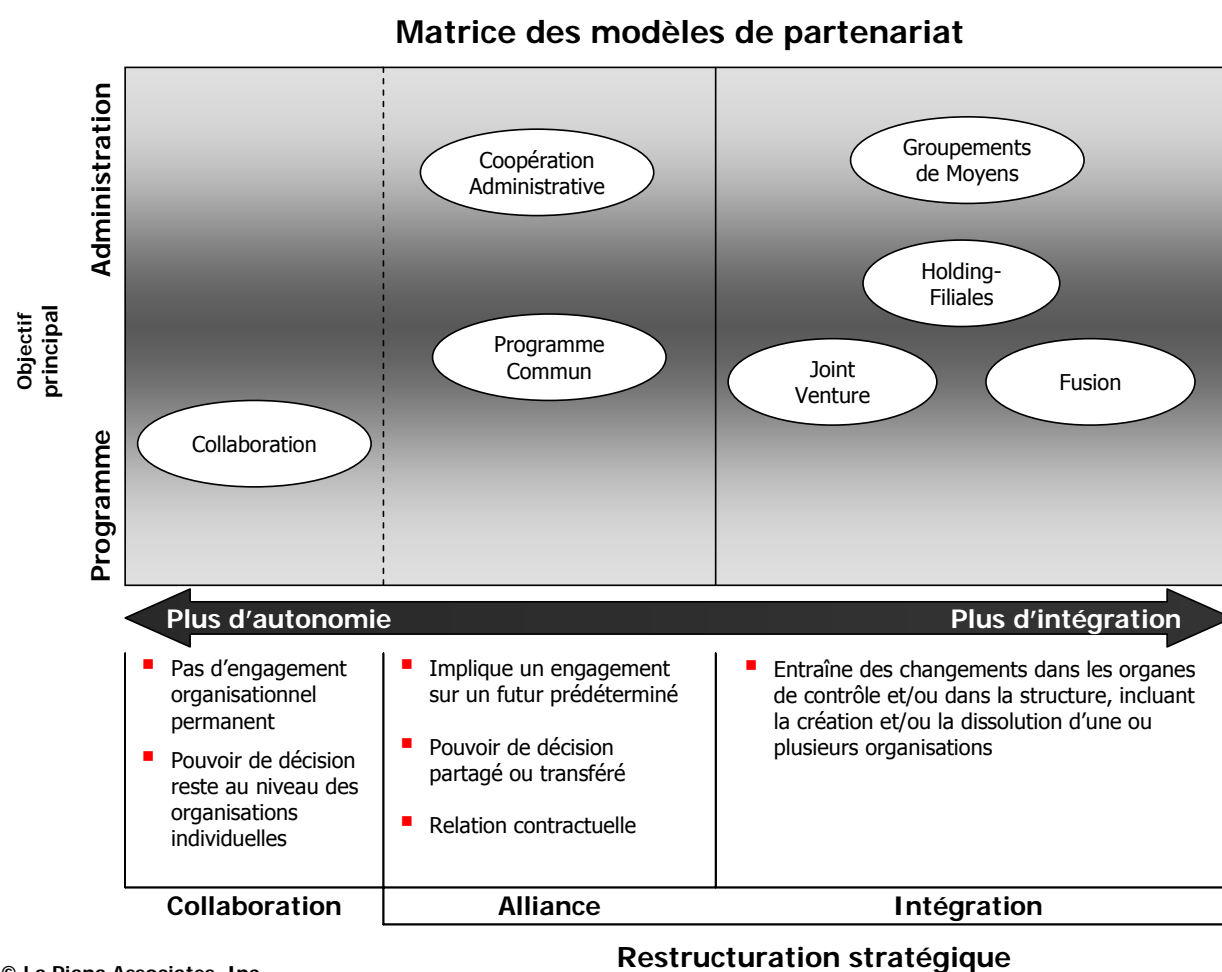 Matrice des modèles de partenariat
Objectif
principal
Administration
Programme
Coopération
Administrative
Groupements
de Moyens
Holding-
Filiales
Programme
Commun
Joint
Venture
Fusion
Collaboration
Plus d'autonomie
Plus d'intégration
Pas d'engagement
organisationnel
permanent
Pouvoir de décision
reste au niveau des
organisations
individuelles
Implique un engagement
sur un futur prédéterminé
Pouvoir de décision
partagé ou transféré
Relation contractuelle
Entraîne des changements dans les organes
de contrôle et/ou dans la structure, incluant
la création et/ou la dissolution d'une ou
plusieurs organisations
Collaboration
Alliance
Intégration
Restructuration stratégique
© La Piana Associates, Inc.